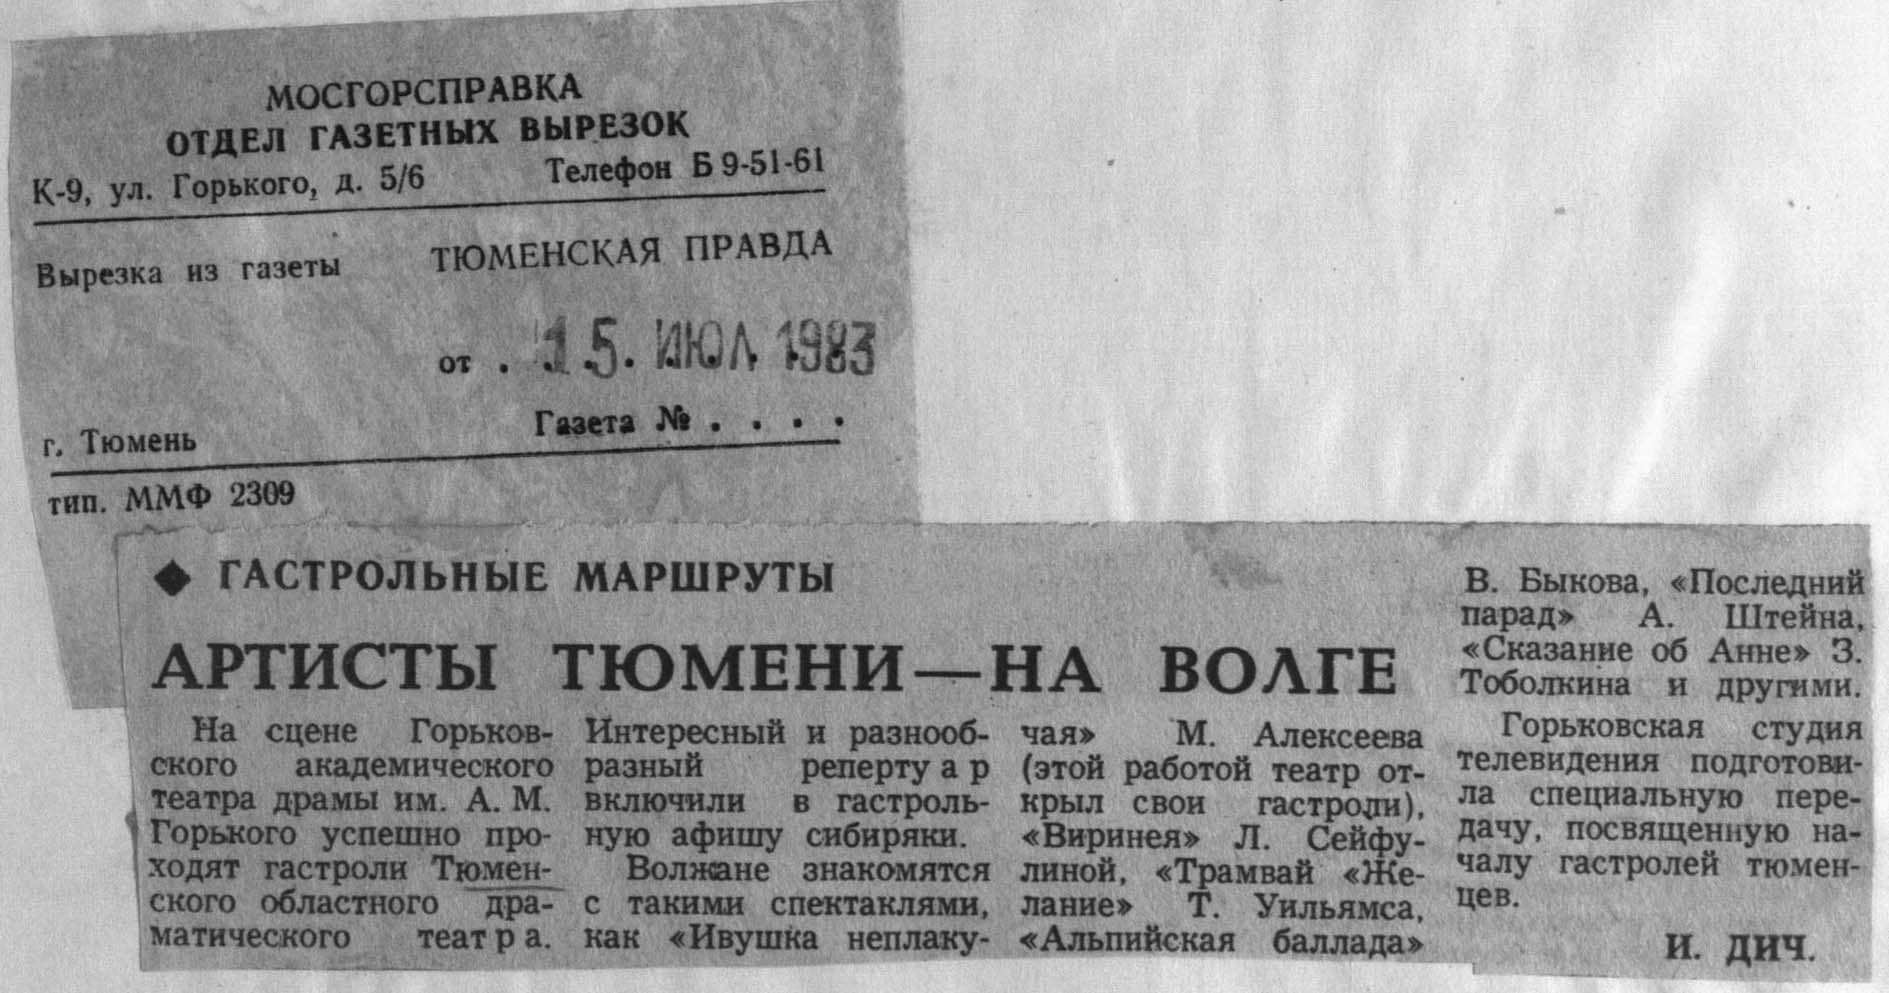 МОСГОРСПРАВКА
ОТДЕЛ ГАЗЕТНЫХ ВЫРЕЗОК
К-9, ул. Горького, д. 5/6 Телефон Б 9-51-61
Вырезка из газеты ТЮМЕНСКАЯ ПРАВДА
от . 15. ИЮЛ 1983
г. Тюмень Газета № . . . .
тип. ММФ 2309
◆ ГАСТРОЛЬНЫЕ МАРШРУТЫ
АРТИСТЫ ТЮМЕНИ — НА ВОЛГЕ
На сцене Горьков-
ского академического
театра драмы им. А. М.
Горького успешно про-
ходят гастроли Тюмен-
ского областного дра-
матического театра.
Интересный и разнооб-
разный репертуар
включили в гастроль-
ную афишу сибиряки.
Волжане знакомятся
с такими спектаклями,
как «Ивушка неплаку-
чая» М. Алексеева
(этой работой театр от-
крыл свои гастроли),
«Виринея» Л. Сейфу-
линой, «Трамвай «Же-
лание» Т. Уильямса,
«Альпийская баллада»
В. Быкова, «Последний
парад» А. Штейна,
«Сказание об Анне» З.
Тоболкина и другими.
Горьковская студия
телевидения подготови-
ла специальную пере-
дачу, посвященную на-
чалу гастролей тюмен-
цев.
И. ДИЧ.